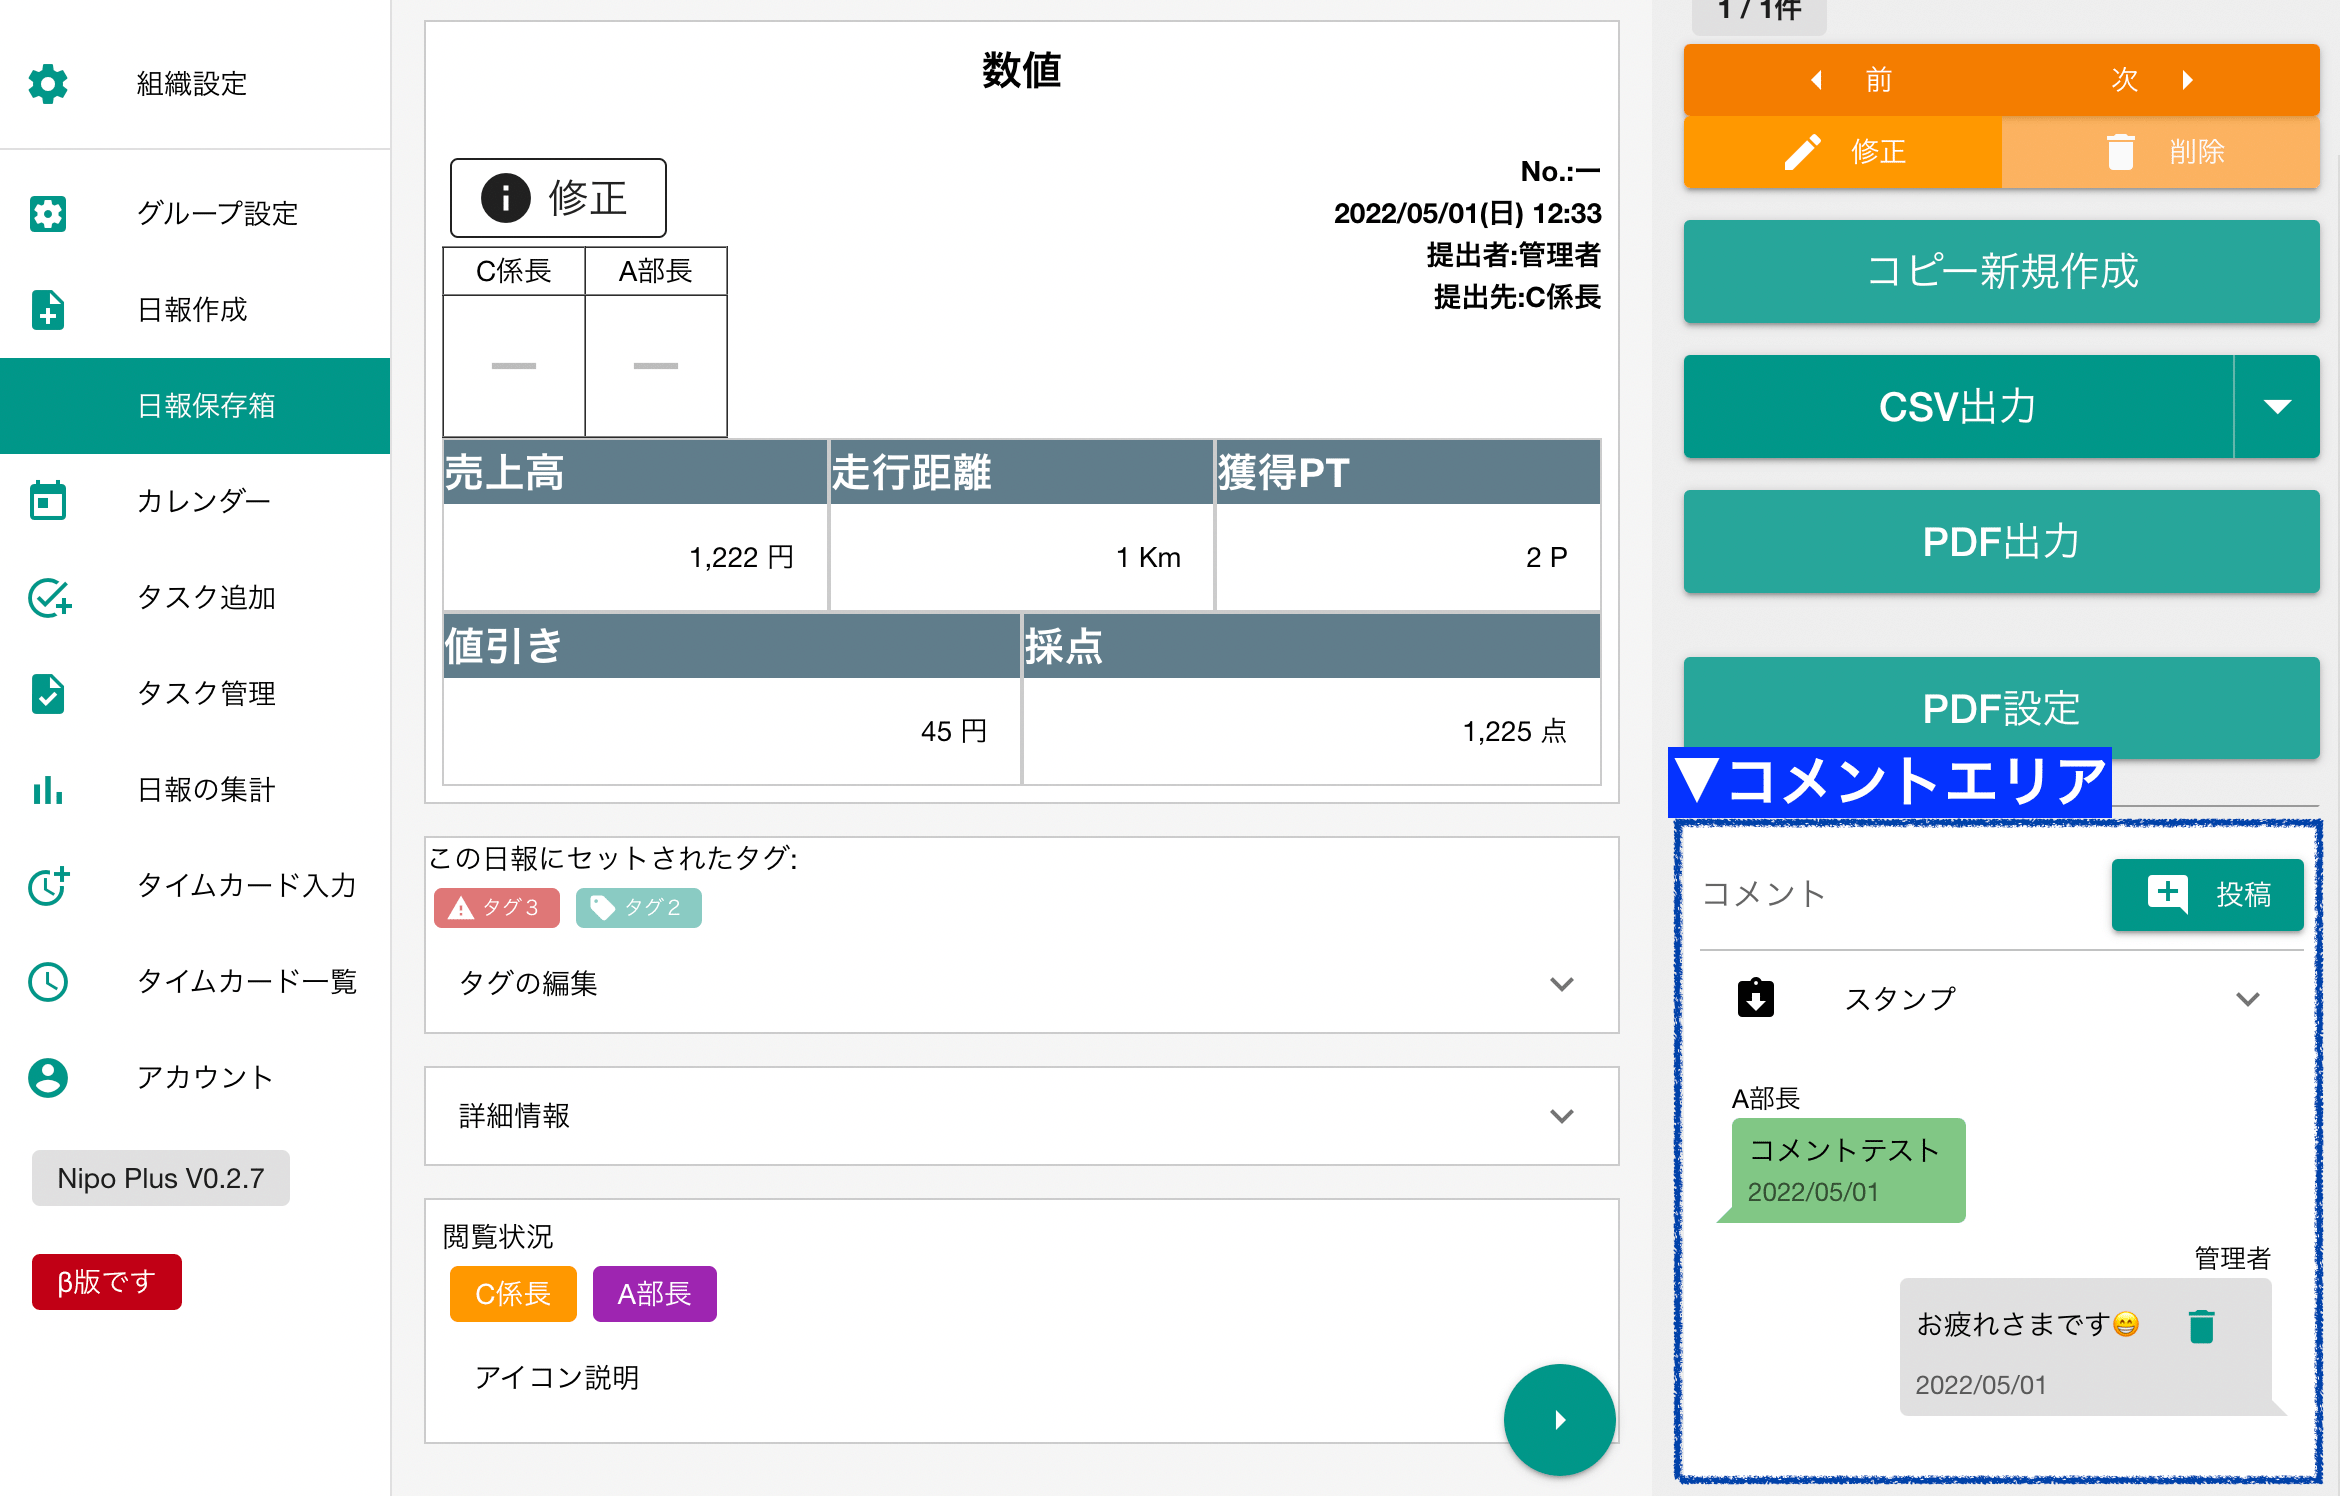 組織設定
グループ設定
日報作成
日報保存箱
カレンダー
タスク追加
タスク管理
日報の集計
タイムカード入力
タイムカード一覧
アカウント
Nipo Plus V0.2.7
β版です
数値
修正
No.:ー
2022/05/01(日) 12:33
提出者:管理者
提出先:C係長
C係長 A部長
売上高 走行距離 獲得PT
1,222 円 1 Km 2 P
値引き 採点
45 円 1,225 点
この日報にセットされたタグ:
タグ3 タグ2
タグの編集
詳細情報
閲覧状況
C係長 A部長
アイコン説明
1 / 1件
前 次
修正 削除
コピー新規作成
CSV出力
PDF出力
PDF設定
▼コメントエリア
コメント 投稿
スタンプ
A部長
コメントテスト
2022/05/01
管理者
お疲れさまです😁
2022/05/01